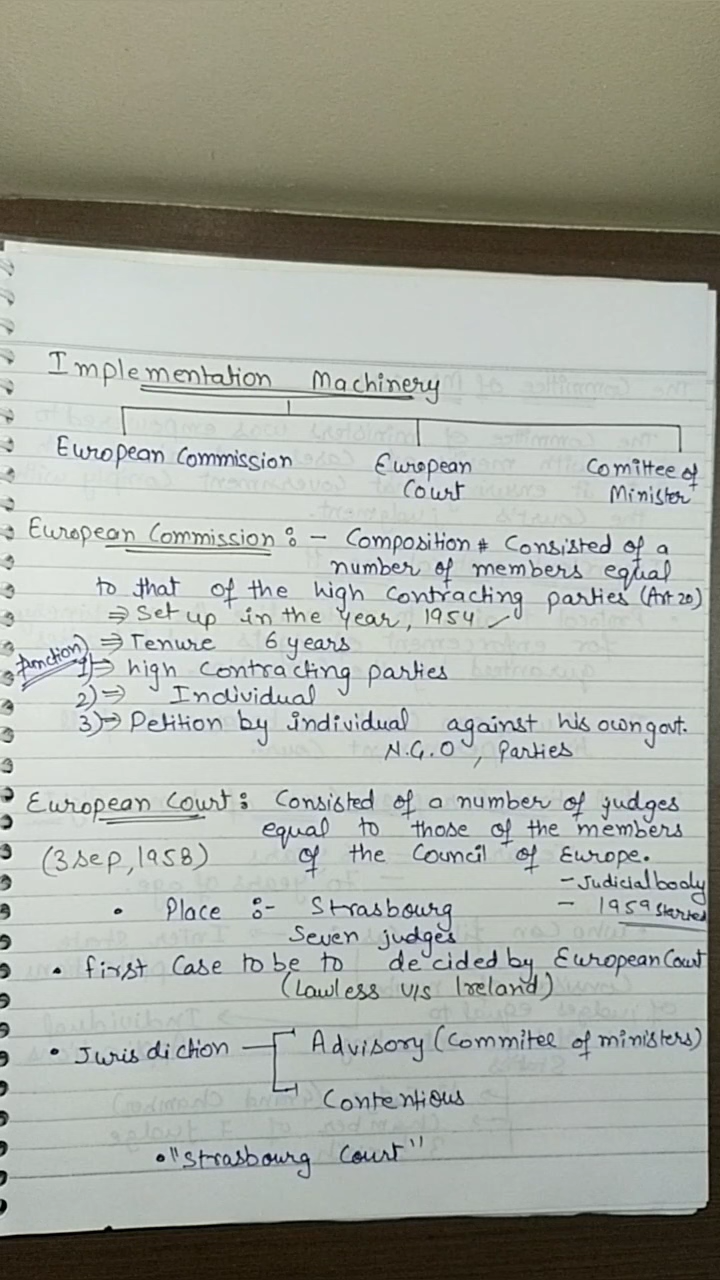 Implementation Machinery
European Commission European Court Comittee of Minister
European Commission :- Composition Consisted of a
number of members equal
to that of the high contracting parties (Art 20)
⇒ Set up in the year, 1954 ✓
⇒ Tenure 6 years
function) 1)⇒ high contracting parties
2)⇒ Individual
3)→ Petition by individual against his own govt.
N.G.O, Parties
European Court : Consisted of a number of judges
equal to those of the members
(3 Sep, 1958) of the Council of Europe.
- Judicial body
• Place :- Strasbourg - 1959 started
Seven judges
• first Case to be to decided by European Court
(Lawless v/s Ireland)
• Jurisdiction Advisory (Commitee of ministers)
Contentious
• "Strasbourg Court"